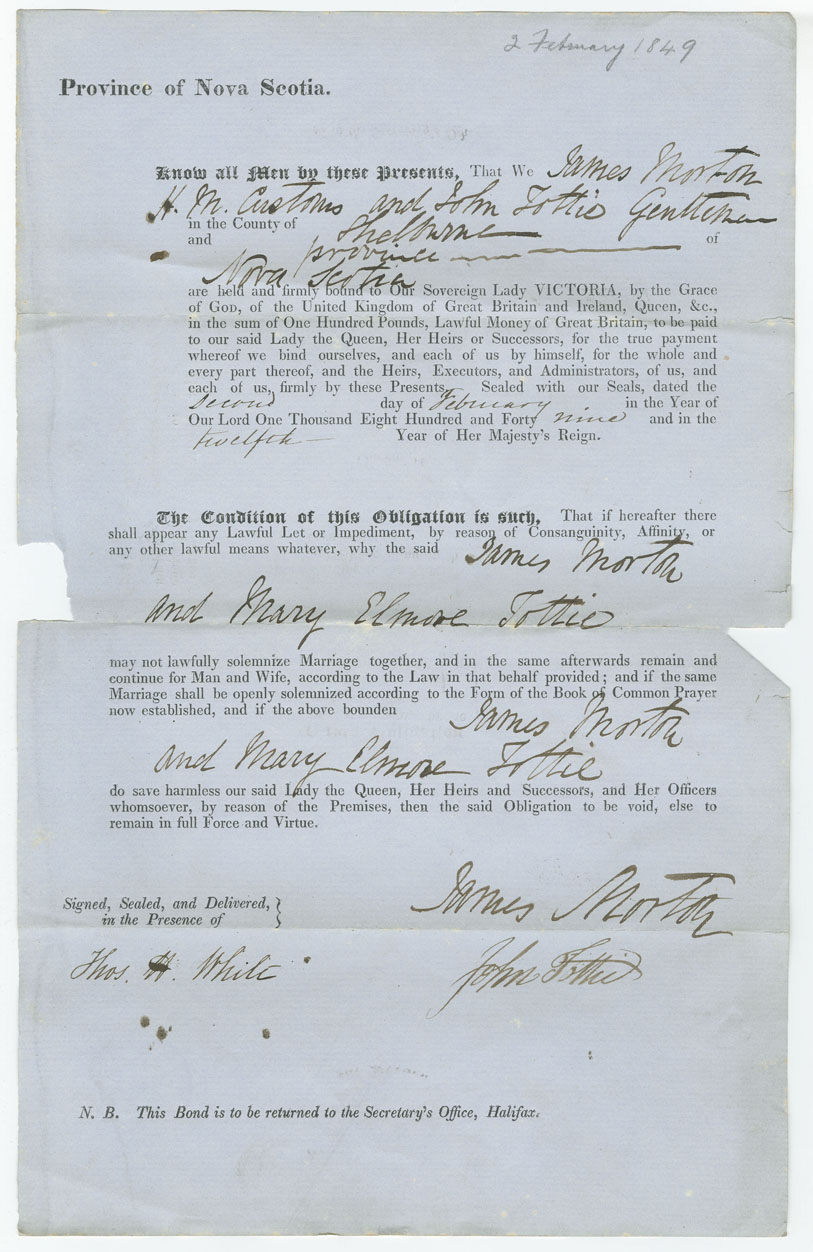 2 February 1849
Province of Nova Scotia.
Know all Men by these Presents, That We James Morton
H. M. Customs and John Tottie Gentlemen
in the County of Shelburne
and of
province
Nova Scotia
are held and firmly bound to Our Sovereign Lady VICTORIA, by the Grace
of God, of the United Kingdom of Great Britain and Ireland, Queen, &c.,
in the sum of One Hundred Pounds, Lawful Money of Great Britain, to be paid
to our said Lady the Queen, Her Heirs or Successors, for the true payment
whereof we bind ourselves, and each of us by himself, for the whole and
every part thereof, and the Heirs, Executors, and Administrators, of us, and
each of us, firmly by these Presents. Sealed with our Seals, dated the
second day of February in the Year of
Our Lord One Thousand Eight Hundred and Forty nine and in the
twelfth Year of Her Majesty's Reign.
The Condition of this Obligation is such, That if hereafter there
shall appear any Lawful Let or Impediment, by reason of Consanguinity, Affinity, or
any other lawful means whatever, why the said James Morton
and Mary Elmore Tottie
may not lawfully solemnize Marriage together, and in the same afterwards remain and
continue for Man and Wife, according to the Law in that behalf provided; and if the same
Marriage shall be openly solemnized according to the Form of the Book of Common Prayer
now established, and if the above bounden James Morton
and Mary Elmore Tottie
do save harmless our said Lady the Queen, Her Heirs and Successors, and Her Officers
whomsoever, by reason of the Premises, then the said Obligation to be void, else to
remain in full Force and Virtue.
Signed, Sealed, and Delivered,
in the Presence of
James Morton
Thos. H. White
John Tottie
N. B. This Bond is to be returned to the Secretary's Office, Halifax.